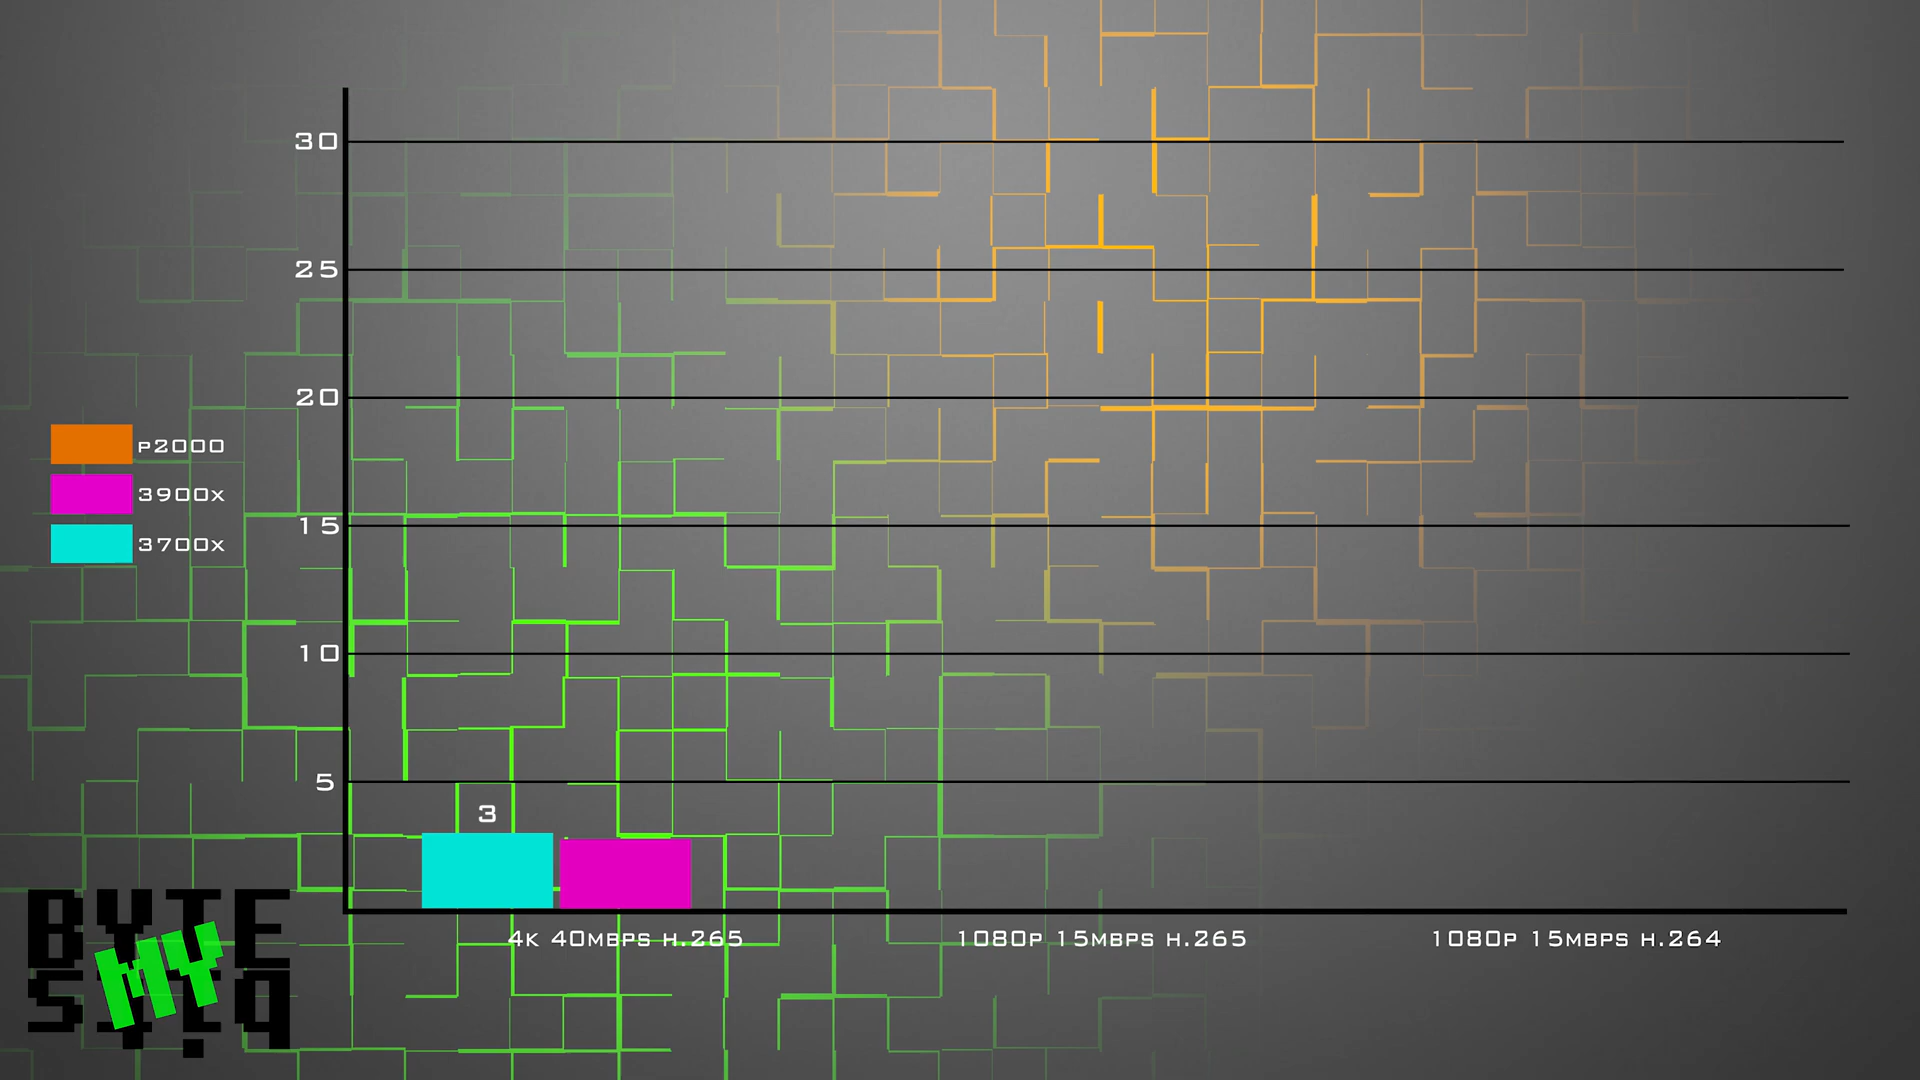 30
25
20
15
10
5
P2000
3900X
3700X
3
4K 40MBPS H.265
1080P 15MBPS H.265
1080P 15MBPS H.264
BYTE
MY
BITS